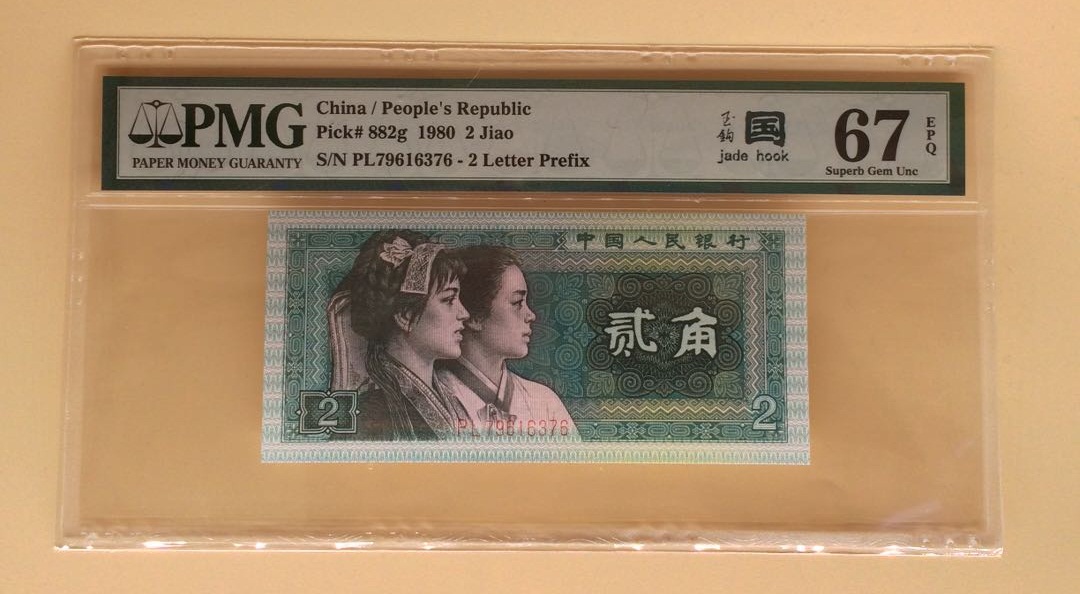 PMG
PAPER MONEY GUARANTY
China / People's Republic
Pick# 882g 1980 2 Jiao
S/N PL79616376 - 2 Letter Prefix
玉钩
国
jade hook
67
EPQ
Superb Gem Unc
中国人民银行
贰角
2
PL79616376
2